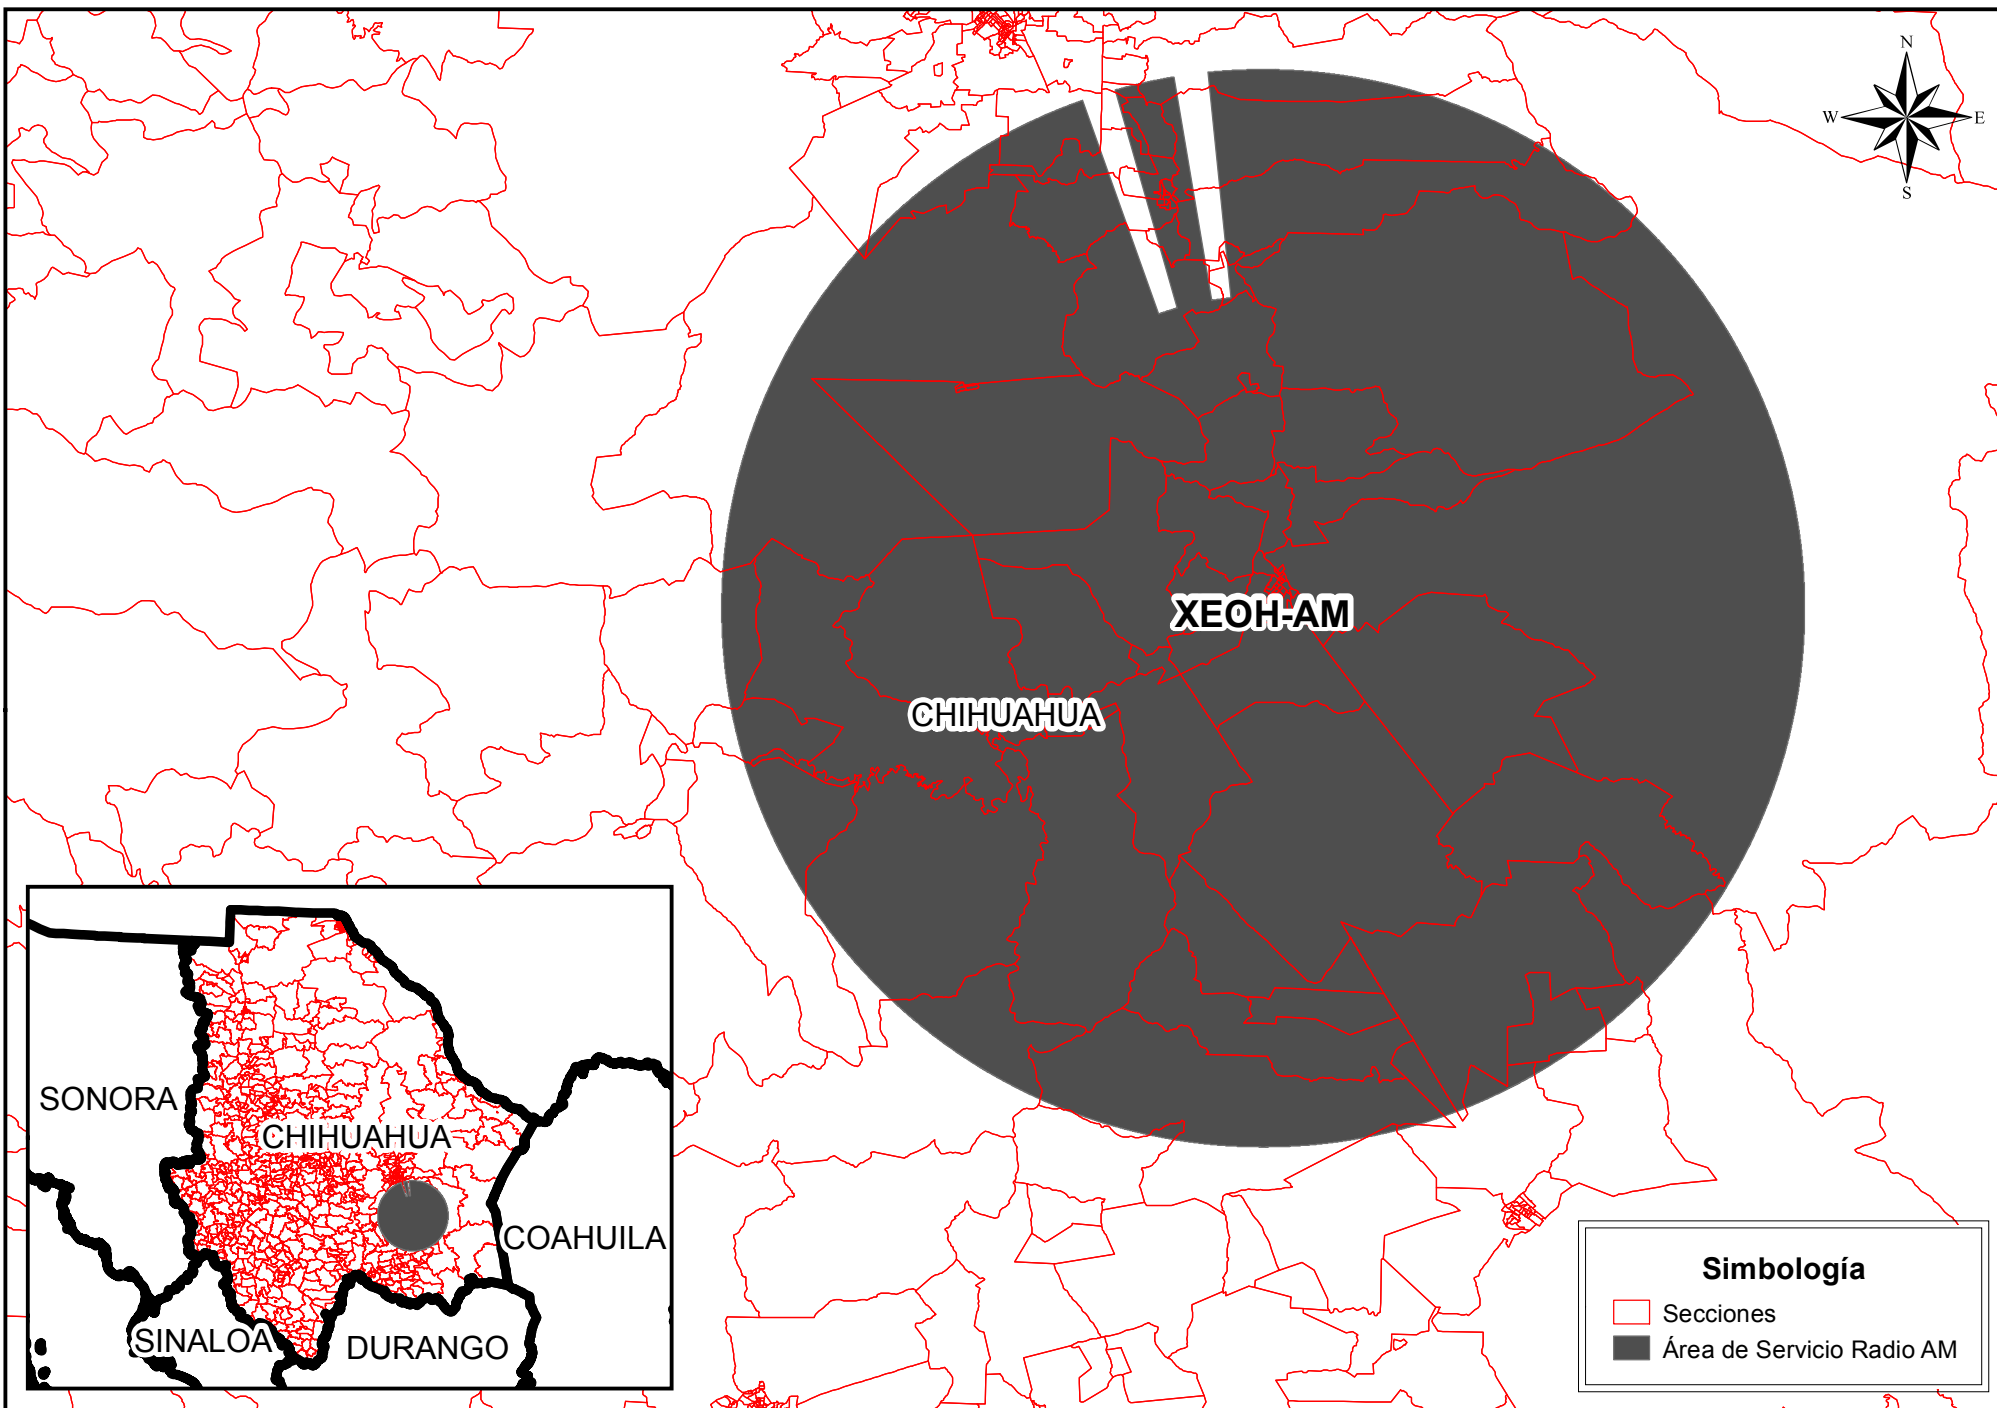 N
W E
S
XEOH-AM
CHIHUAHUA
SONORA
CHIHUAHUA
COAHUILA
SINALOA
DURANGO
Simbología
Secciones
Área de Servicio Radio AM